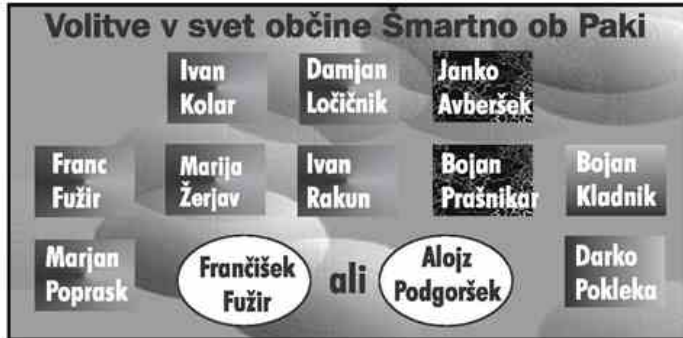 Volitve v svet občine Šmartno ob Paki
Ivan
Kolar
Damjan
Ločičnik
Janko
Avberšek
Franc
Fužir
Marija
Žerjav
Ivan
Rakun
Bojan
Prašnikar
Bojan
Kladnik
Marjan
Poprask
Frančišek
Fužir
ali
Alojz
Podgoršek
Darko
Pokleka